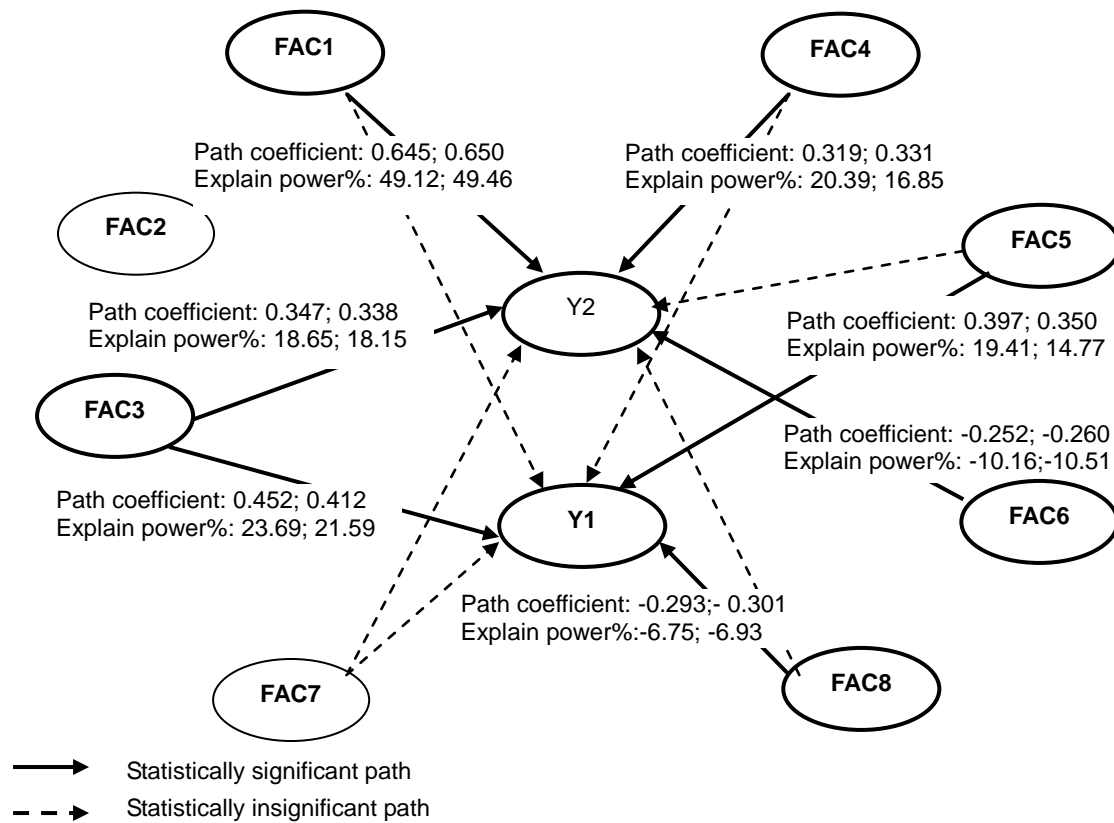 FAC1
FAC4
Path coefficient: 0.645; 0.650
Explain power%: 49.12; 49.46
Path coefficient: 0.319; 0.331
Explain power%: 20.39; 16.85
FAC2
FAC5
Y2
Path coefficient: 0.347; 0.338
Explain power%: 18.65; 18.15
Path coefficient: 0.397; 0.350
Explain power%: 19.41; 14.77
FAC3
Path coefficient: -0.252; -0.260
Explain power%: -10.16;-10.51
Path coefficient: 0.452; 0.412
Explain power%: 23.69; 21.59
Y1
FAC6
Path coefficient: -0.293;- 0.301
Explain power%:-6.75; -6.93
FAC7
FAC8
Statistically significant path
Statistically insignificant path